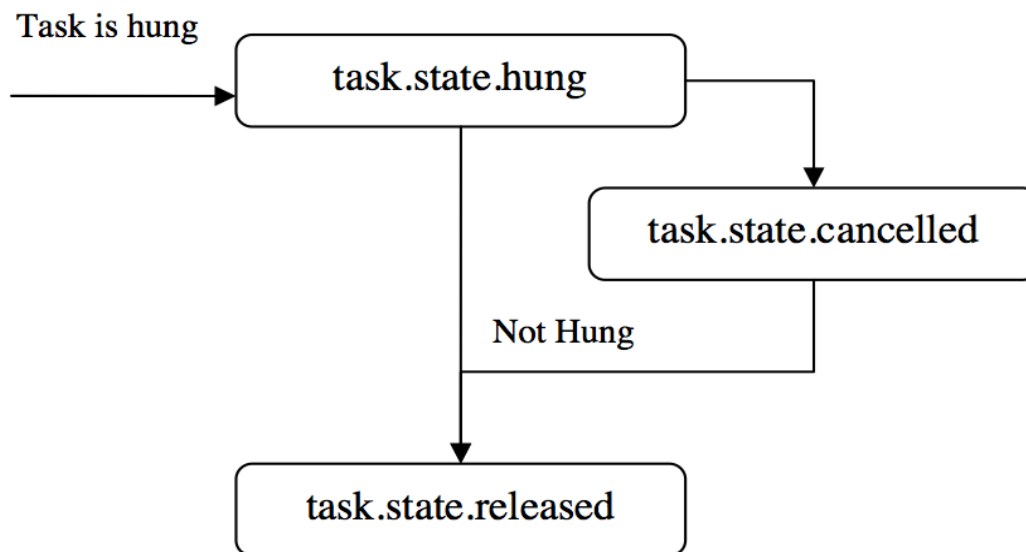 Task is hung
task.state.hung
task.state.cancelled
Not Hung
task.state.released